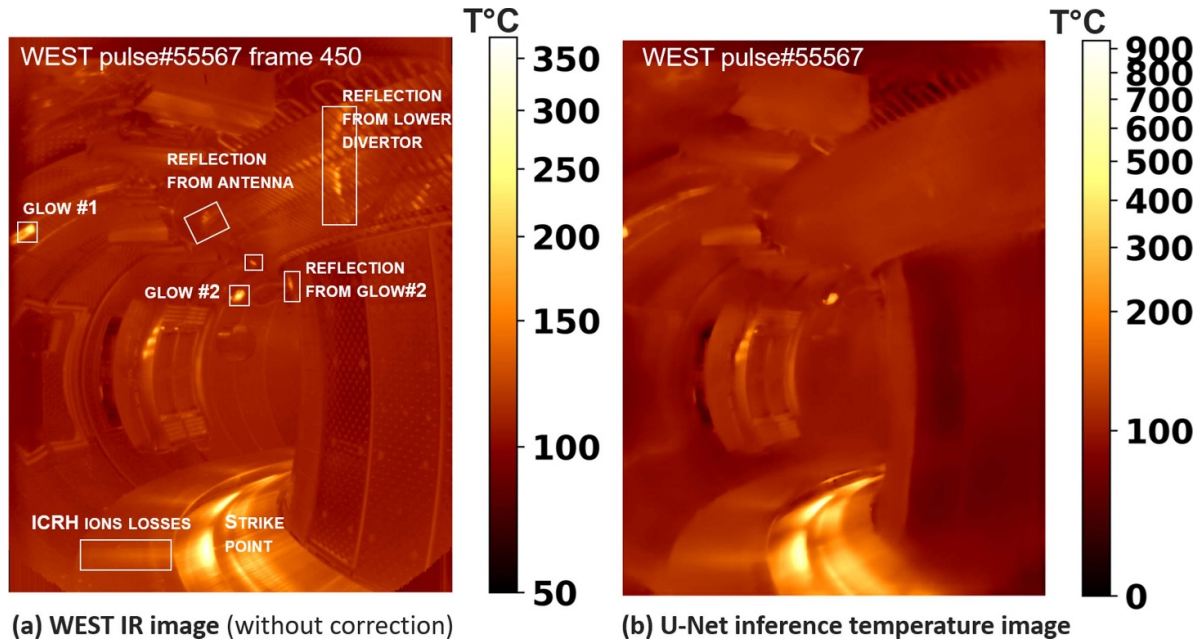 T°C
WEST pulse#55567 frame 450
REFLECTION
FROM LOWER
DIVERTOR
REFLECTION
FROM ANTENNA
GLOW #1
GLOW #2
REFLECTION
FROM GLOW#2
ICRH IONS LOSSES
STRIKE
POINT
350
300
250
200
150
100
50
(a) WEST IR image (without correction)
T°C
WEST pulse#55567
900
800
700
600
500
400
300
200
100
0
(b) U-Net inference temperature image